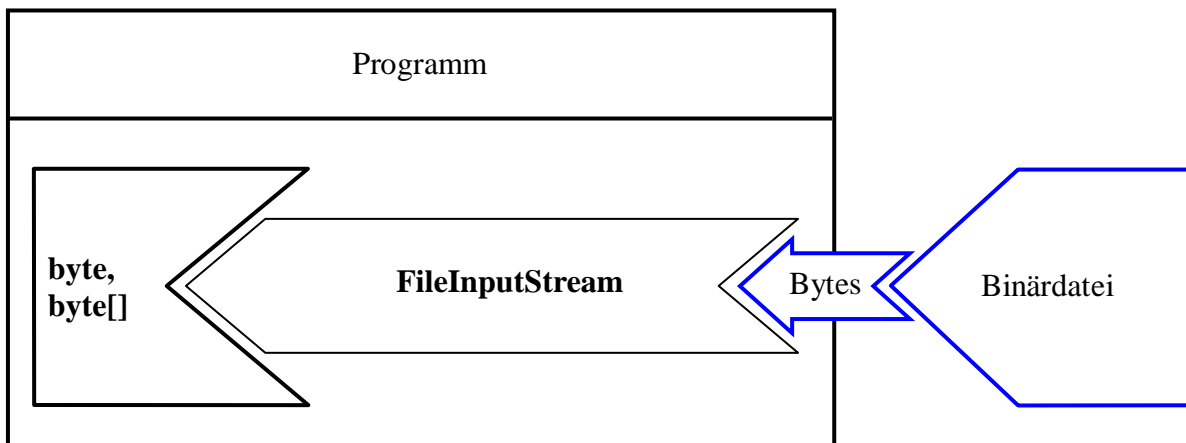 Programm
byte,
byte[]
FileInputStream
Bytes
Binärdatei